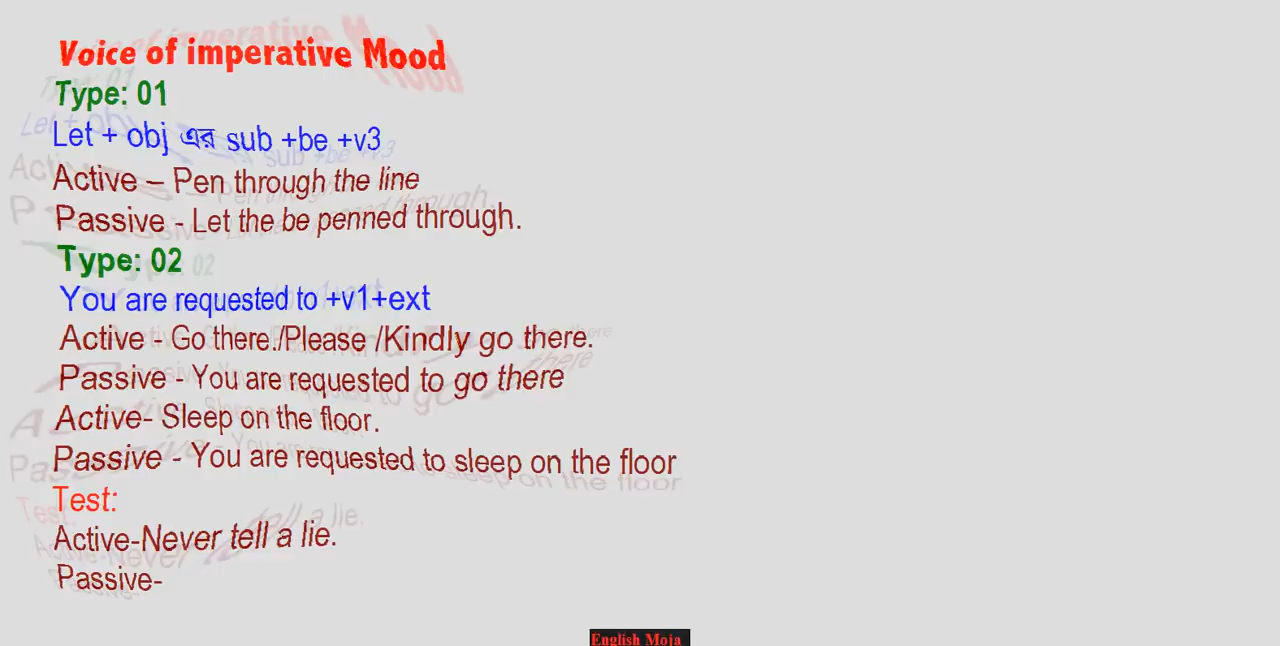 Voice of imperative Mood
Type: 01
Let + obj এর sub +be +v3
Active – Pen through the line
Passive - Let the be penned through.
Type: 02
You are requested to +v1+ext
Active - Go there./Please /Kindly go there.
Passive - You are requested to go there
Active- Sleep on the floor.
Passive - You are requested to sleep on the floor
Test:
Active-Never tell a lie.
Passive-
English Moja